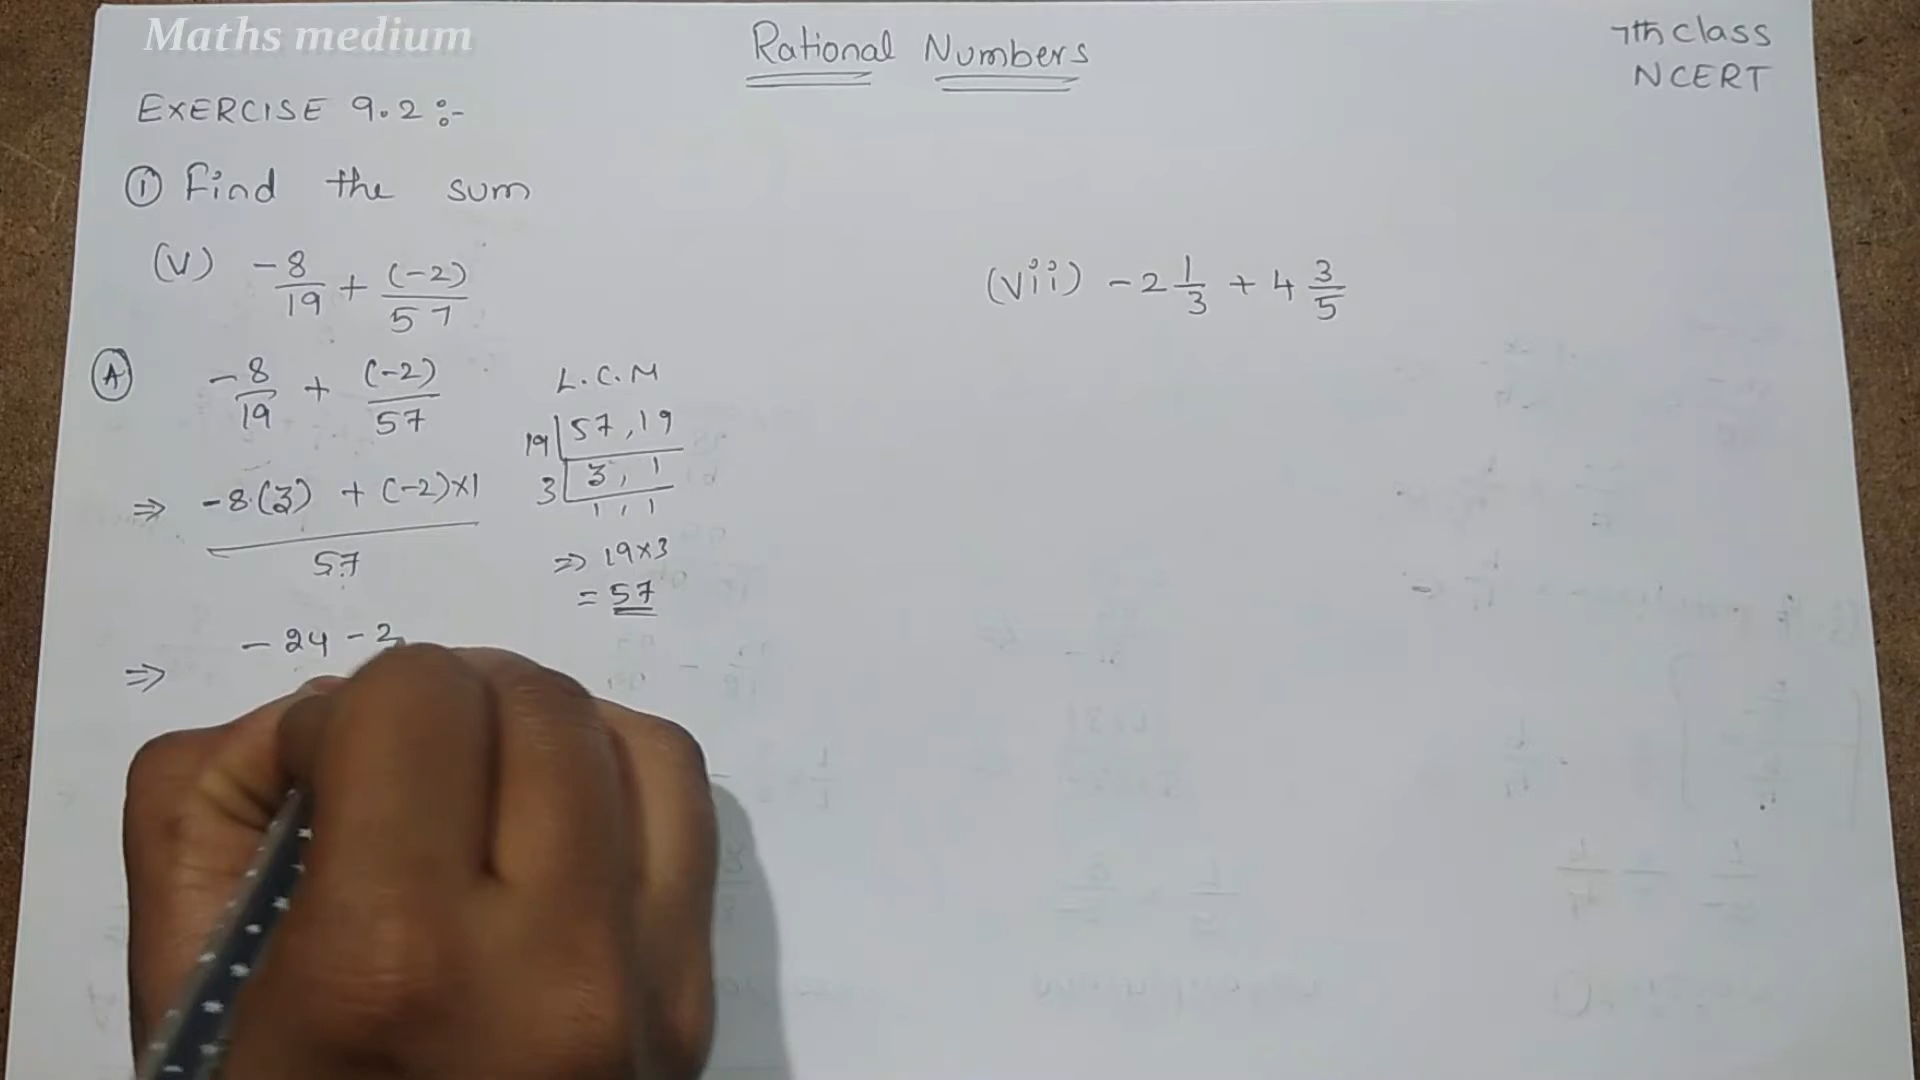 Maths medium
Rational Numbers
7th class
NCERT
EXERCISE 9.2:-
① Find the sum
(V) -8/19 + (-2)/57
(vii) -2 1/3 + 4 3/5
Ⓐ -8/19 + (-2)/57
L.C.M
19 | 57, 19
3 | 3, 1
1, 1
⇒ -8(3) + (-2)×1 / 57
⇒ 19×3
= 57
⇒ -24 - 2